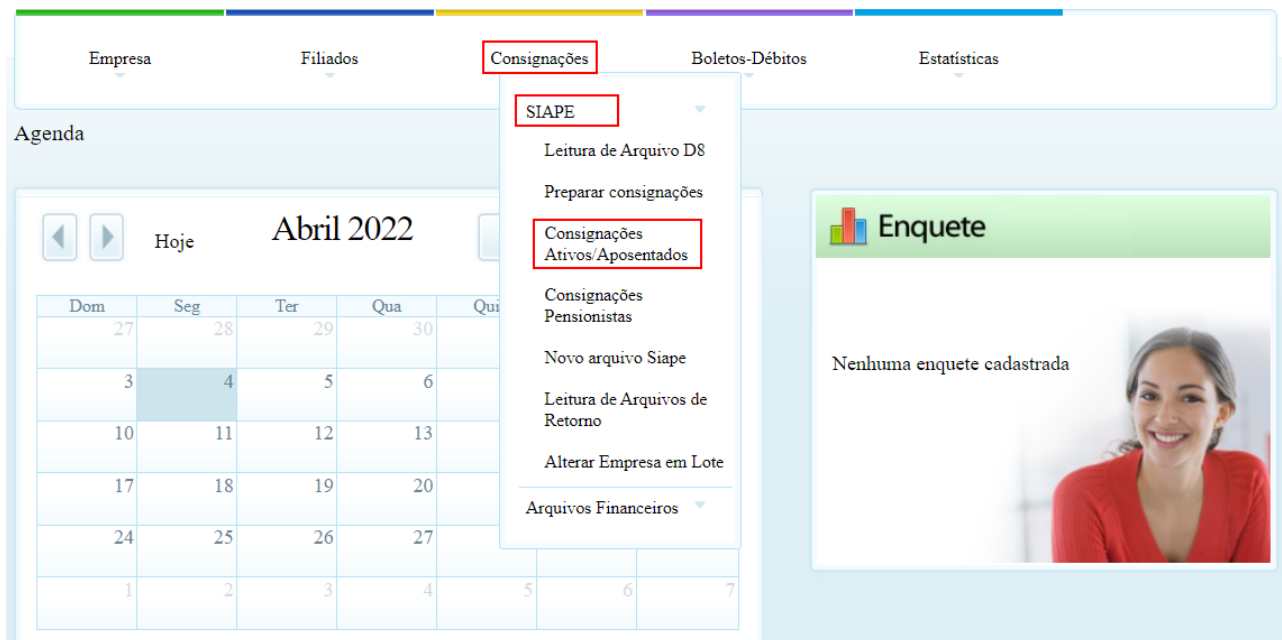 Empresa
Filiados
Consignações
Boletos-Débitos
Estatísticas
SIAPE
Leitura de Arquivo D8
Preparar consignações
Consignações
Ativos/Aposentados
Consignações
Pensionistas
Novo arquivo Siape
Leitura de Arquivos de
Retorno
Alterar Empresa em Lote
Arquivos Financeiros
Agenda
Hoje
Abril 2022
Dom Seg Ter Qua Qui
27 28 29 30
3 4 5 6
10 11 12 13
17 18 19 20
24 25 26 27
1 2 3 4 5 6 7
Enquete
Nenhuma enquete cadastrada